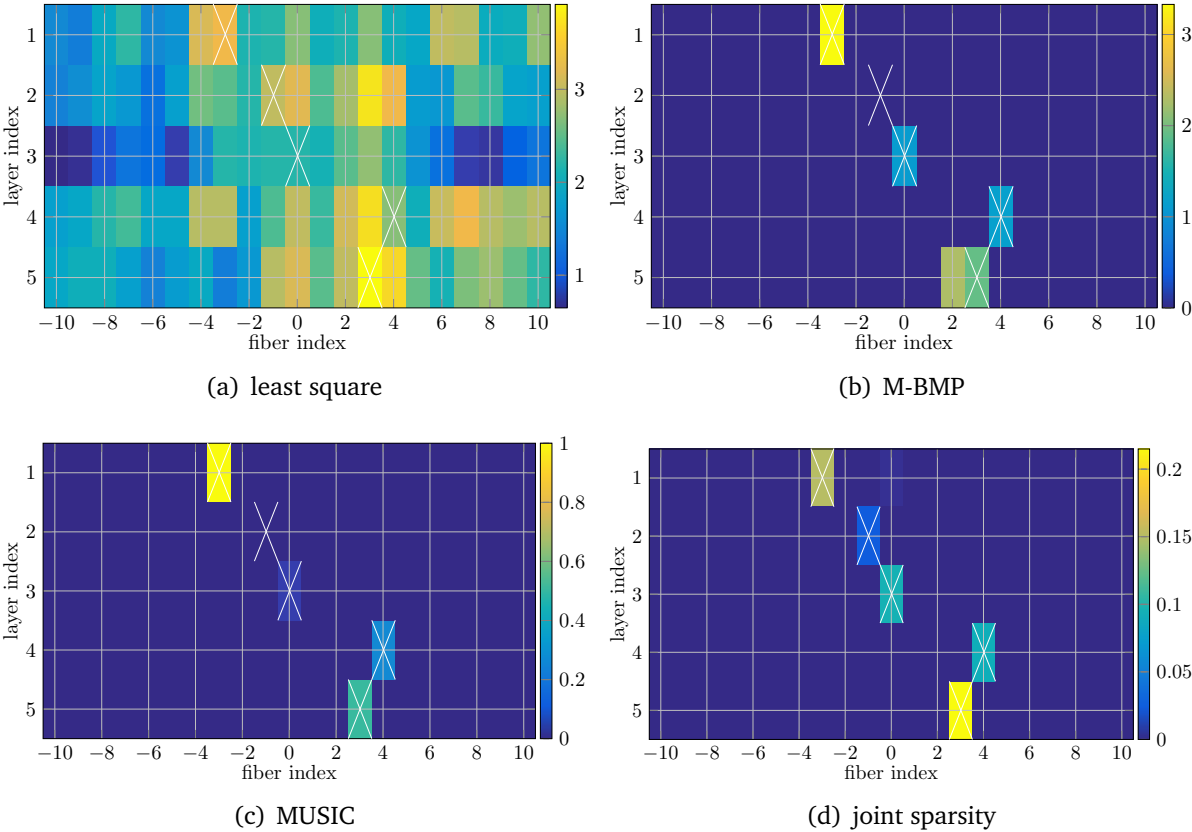 1
2
3
4
5
layer index
−10 −8 −6 −4 −2 0 2 4 6 8 10
fiber index
3
2
1
(a) least square
1
2
3
4
5
layer index
−10 −8 −6 −4 −2 0 2 4 6 8 10
fiber index
3
2
1
0
(b) M-BMP
1
2
3
4
5
layer index
−10 −8 −6 −4 −2 0 2 4 6 8 10
fiber index
1
0.8
0.6
0.4
0.2
0
(c) MUSIC
1
2
3
4
5
layer index
−10 −8 −6 −4 −2 0 2 4 6 8 10
fiber index
0.2
0.15
0.1
0.05
0
(d) joint sparsity